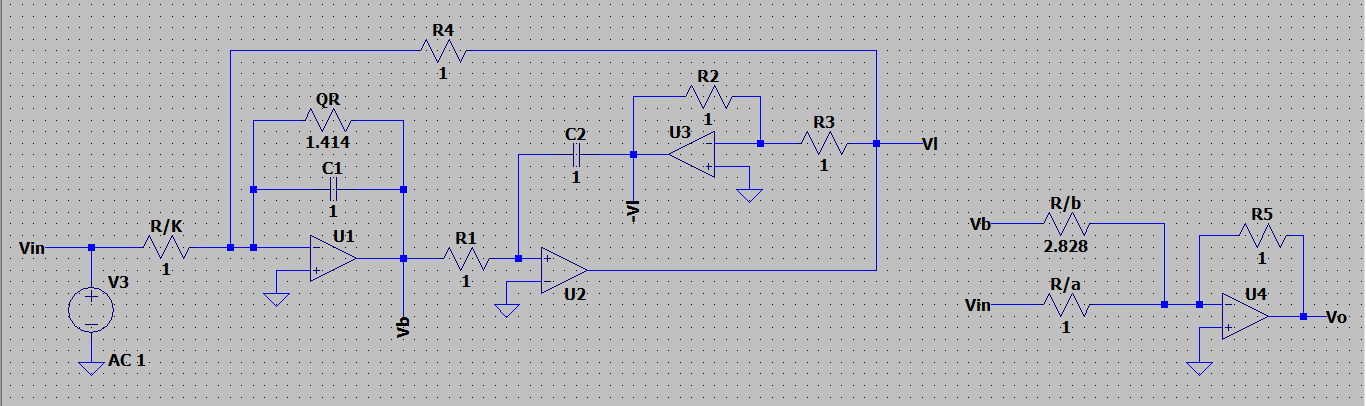 R4
1
R2
1
QR
1.414
C2
1
U3
R3
1
Vl
C1
1
-Vl
R/K
1
U1
R1
1
U2
Vin
V3
AC 1
Vb
Vb
R/b
2.828
R5
1
Vin
R/a
1
U4
Vo